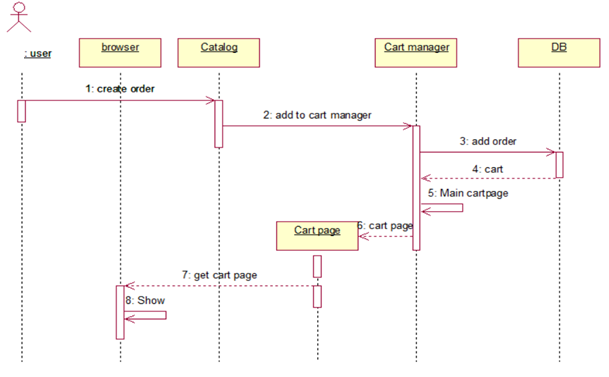 : user
browser
Catalog
Cart manager
DB
1: create order
2: add to cart manager
3: add order
4: cart
5: Main cartpage
6: cart page
Cart page
7: get cart page
8: Show